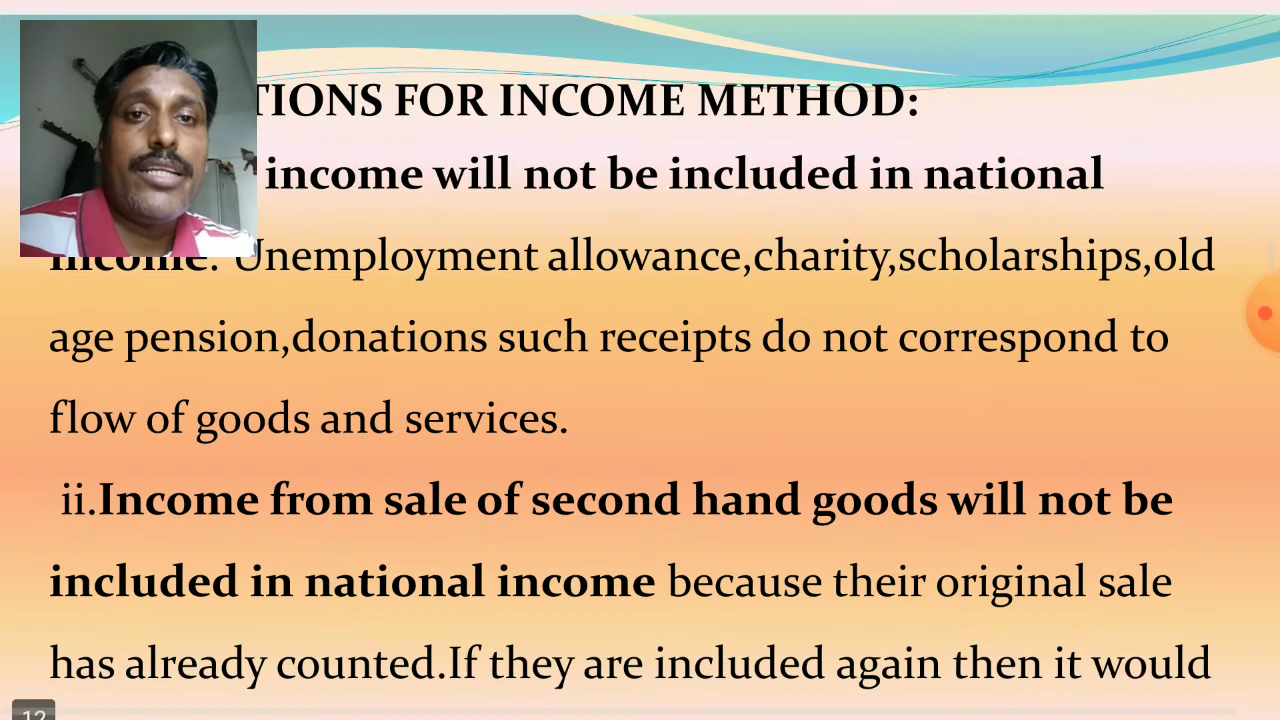 TIONS FOR INCOME METHOD:
income will not be included in national
income. Unemployment allowance,charity,scholarships,old
age pension,donations such receipts do not correspond to
flow of goods and services.
ii.Income from sale of second hand goods will not be
included in national income because their original sale
has already counted.If they are included again then it would
12